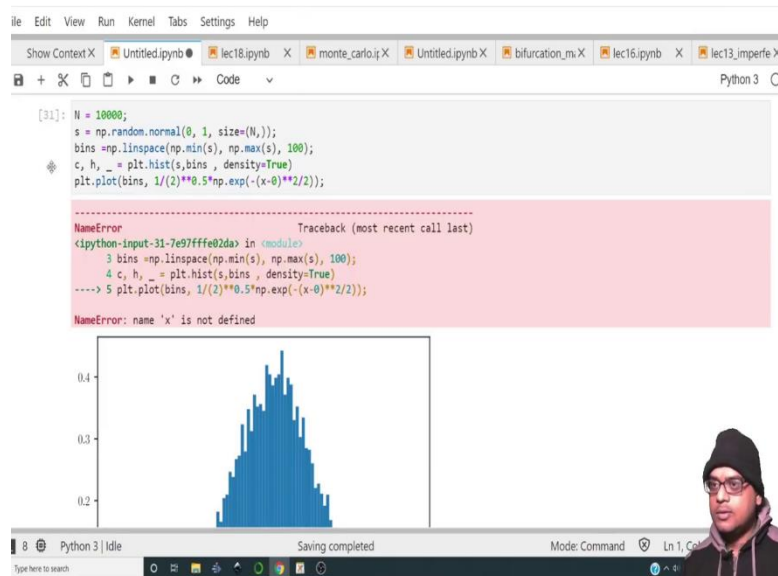 ile Edit View Run Kernel Tabs Settings Help
Show Context X Untitled.ipynb lec18.ipynb X monte_carlo.i X Untitled.ipynb X bifurcation_m X lec16.ipynb X lec13_imperfe X
Code Python 3
[31]: N = 10000;
s = np.random.normal(0, 1, size=(N,));
bins =np.linspace(np.min(s), np.max(s), 100);
c, h, _ = plt.hist(s,bins , density=True)
plt.plot(bins, 1/(2)**0.5*np.exp(-(x-0)**2/2));
NameError Traceback (most recent call last)
<ipython-input-31-7e97fffe02da> in <module>
3 bins =np.linspace(np.min(s), np.max(s), 100);
4 c, h, _ = plt.hist(s,bins , density=True)
----> 5 plt.plot(bins, 1/(2)**0.5*np.exp(-(x-0)**2/2));
NameError: name 'x' is not defined
0.4
0.3
0.2
8 Python 3 | Idle Saving completed Mode: Command Ln 1,
Type here to search